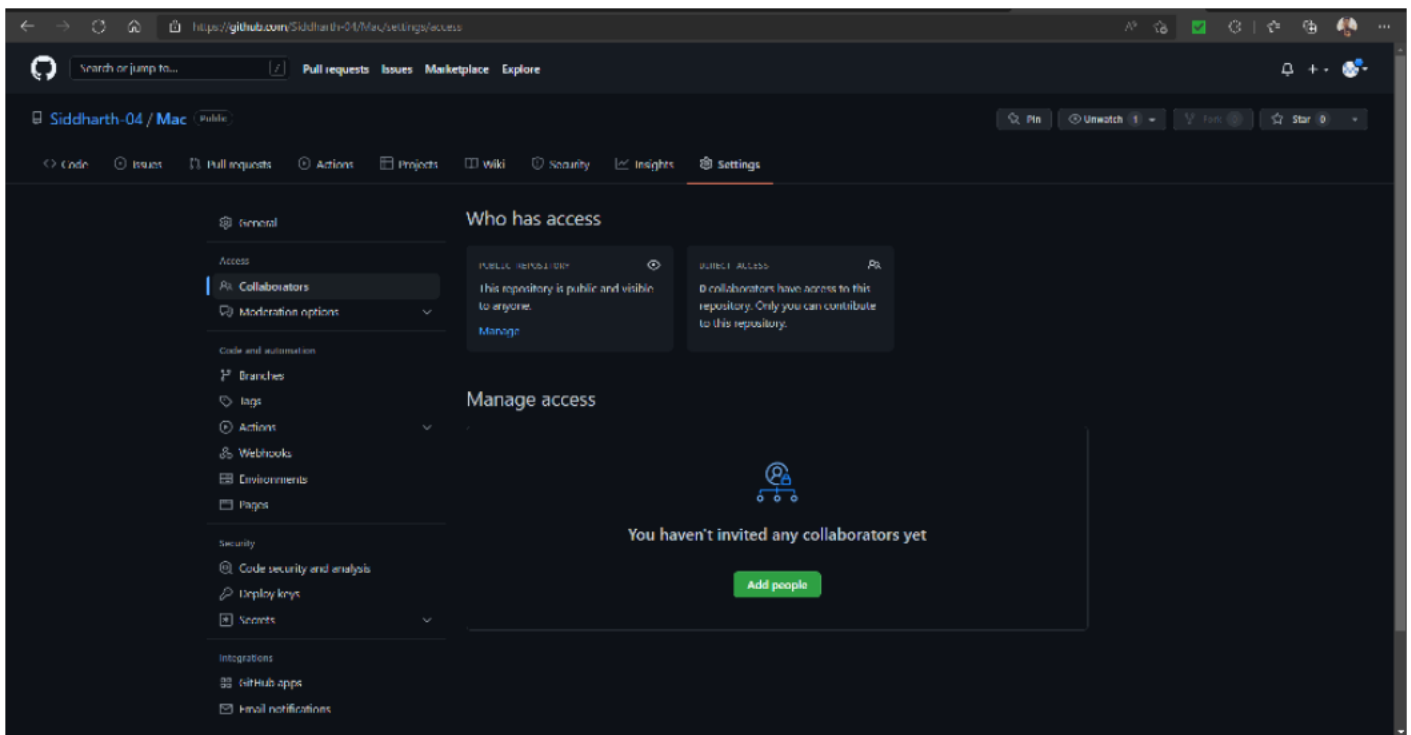 https://github.com/Siddharth-04/Mac/settings/access
Search or jump to... /
Pull requests Issues Marketplace Explore
Siddharth-04 / Mac Public
Pin Unwatch 1 Fork 0 Star 0
Code Issues Pull requests Actions Projects Wiki Security Insights Settings
General
Access
Collaborators
Moderation options
Code and automation
Branches
Tags
Actions
Webhooks
Environments
Pages
Security
Code security and analysis
Deploy keys
Secrets
Integrations
GitHub apps
Email notifications
Who has access
PUBLIC REPOSITORY
This repository is public and visible
to anyone.
Manage
DIRECT ACCESS
0 collaborators have access to this
repository. Only you can contribute
to this repository.
Manage access
You haven't invited any collaborators yet
Add people